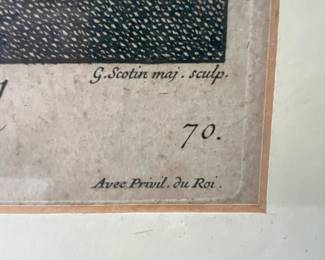 G. Scotin maj. sculp.
70.
Avec Privil. du Roi.